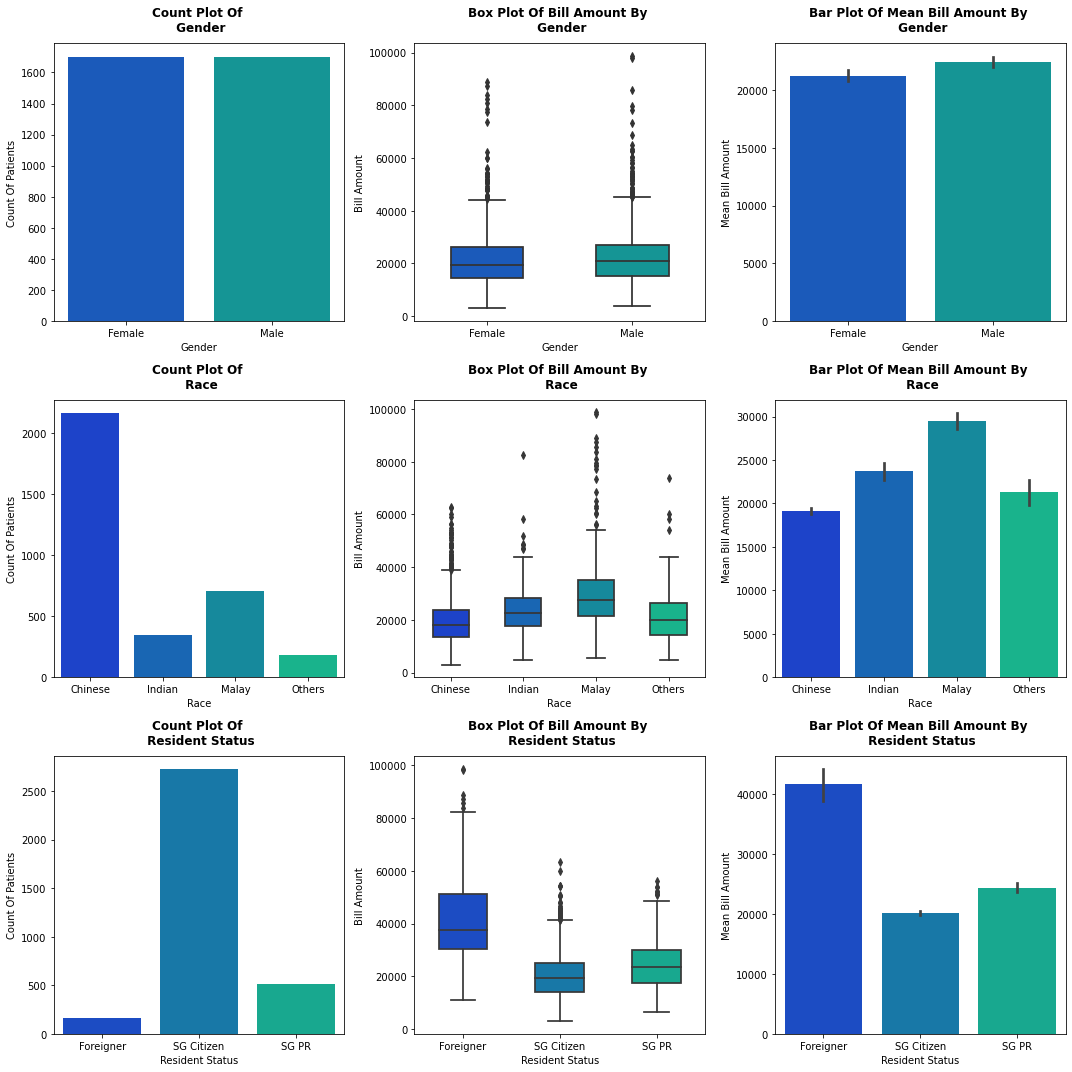 Count Plot Of
Gender
1600
1400
1200
1000
800
600
400
200
0
Count Of Patients
Female Male
Gender
Box Plot Of Bill Amount By
Gender
100000
80000
60000
40000
20000
0
Bill Amount
Female Male
Gender
Bar Plot Of Mean Bill Amount By
Gender
20000
15000
10000
5000
0
Mean Bill Amount
Female Male
Gender
Count Plot Of
Race
2000
1500
1000
500
0
Count Of Patients
Chinese Indian Malay Others
Race
Box Plot Of Bill Amount By
Race
100000
80000
60000
40000
20000
0
Bill Amount
Chinese Indian Malay Others
Race
Bar Plot Of Mean Bill Amount By
Race
30000
25000
20000
15000
10000
5000
0
Mean Bill Amount
Chinese Indian Malay Others
Race
Count Plot Of
Resident Status
2500
2000
1500
1000
500
0
Count Of Patients
Foreigner SG Citizen SG PR
Resident Status
Box Plot Of Bill Amount By
Resident Status
100000
80000
60000
40000
20000
0
Bill Amount
Foreigner SG Citizen SG PR
Resident Status
Bar Plot Of Mean Bill Amount By
Resident Status
40000
30000
20000
10000
0
Mean Bill Amount
Foreigner SG Citizen SG PR
Resident Status